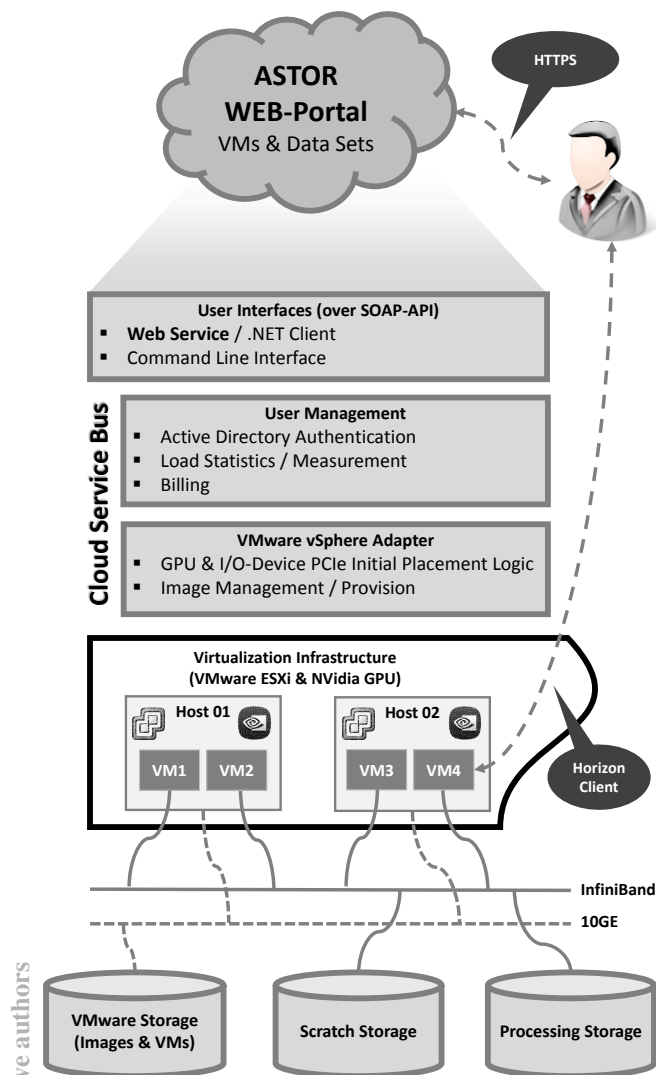 ASTOR
WEB-Portal
VMs & Data Sets
HTTPS
User Interfaces (over SOAP-API)
▪ Web Service / .NET Client
▪ Command Line Interface
Cloud Service Bus
User Management
▪ Active Directory Authentication
▪ Load Statistics / Measurement
▪ Billing
VMware vSphere Adapter
▪ GPU & I/O-Device PCIe Initial Placement Logic
▪ Image Management / Provision
Virtualization Infrastructure
(VMware ESXi & NVidia GPU)
Host 01
Host 02
VM1
VM2
VM3
VM4
Horizon
Client
InfiniBand
10GE
VMware Storage
(Images & VMs)
Scratch Storage
Processing Storage
authors